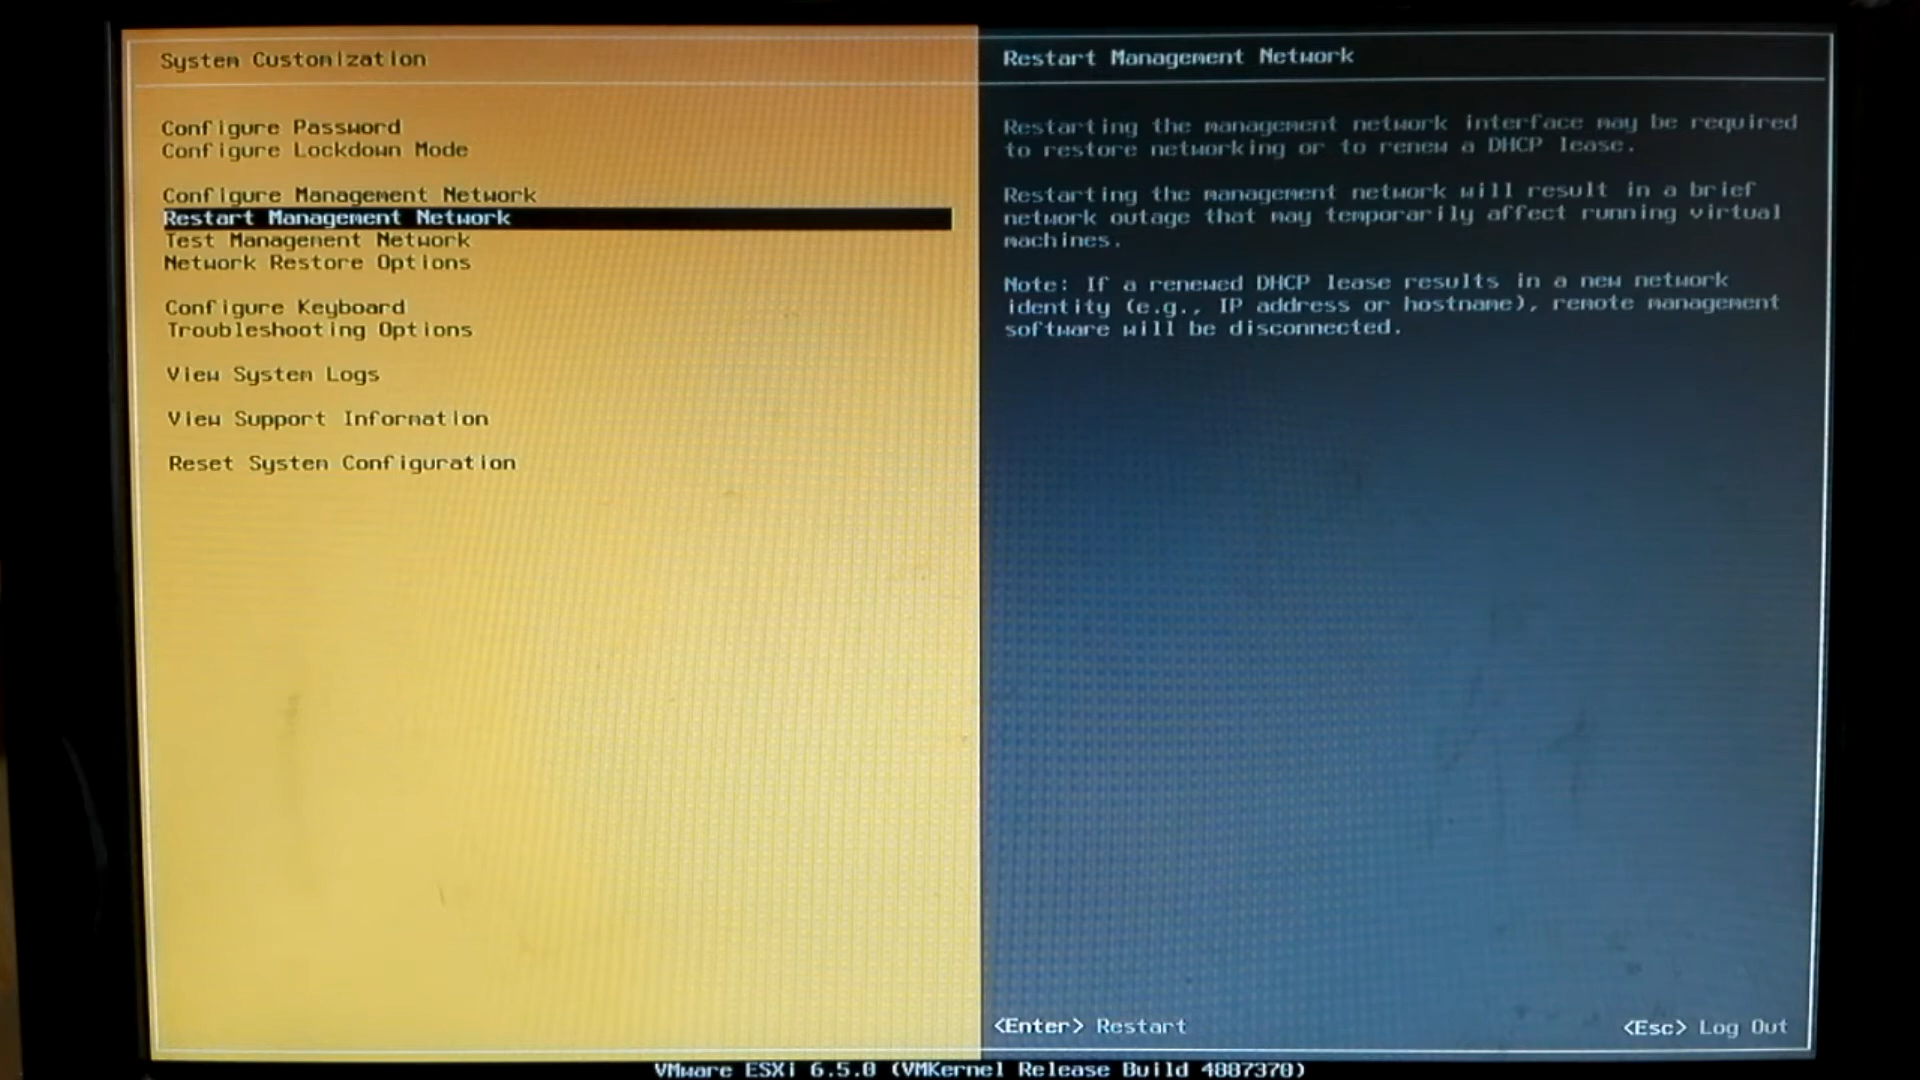 System Customization
Restart Management Network
Configure Password
Configure Lockdown Mode
Configure Management Network
Restart Management Network
Test Management Network
Network Restore Options
Configure Keyboard
Troubleshooting Options
View System Logs
View Support Information
Reset System Configuration
Restarting the management network interface may be required
to restore networking or to renew a DHCP lease.
Restarting the management network will result in a brief
network outage that may temporarily affect running virtual
machines.
Note: If a renewed DHCP lease results in a new network
identity (e.g., IP address or hostname), remote management
software will be disconnected.
<Enter> Restart
<Esc> Log Out
VMware ESXi 6.5.0 (VMKernel Release Build 4887370)